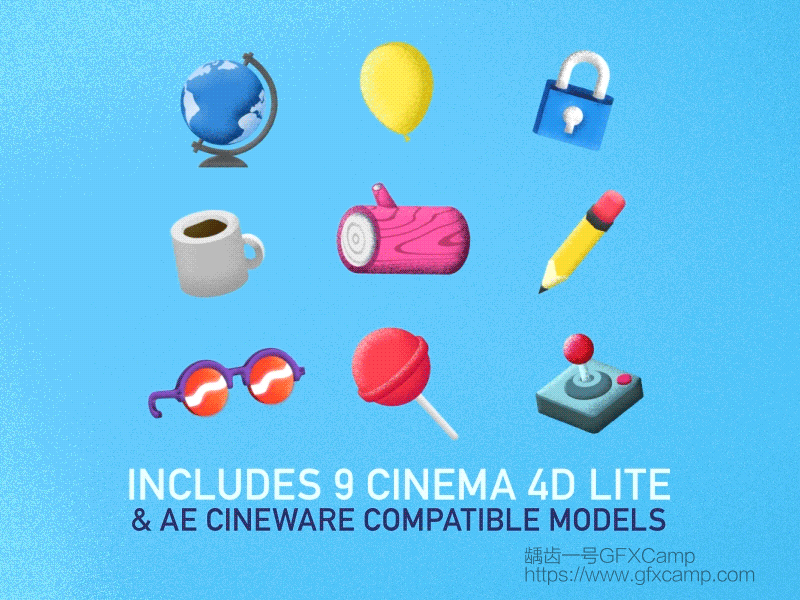 INCLUDES 9 CINEMA 4D LITE
& AE CINEWARE COMPATIBLE MODELS
龋齿一号GFXCamp
https://www.gfxcamp.com